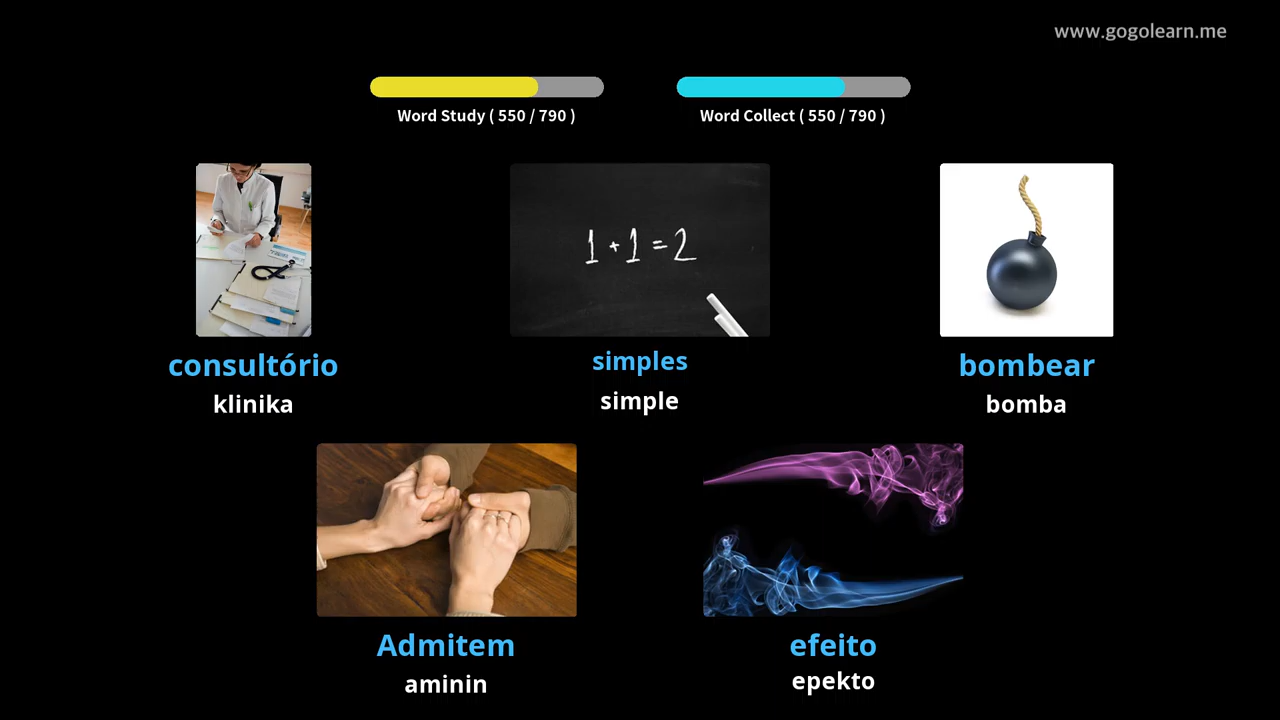 www.gogolearn.me
Word Study ( 550 / 790 )
Word Collect ( 550 / 790 )
1 + 1 = 2
consultório
klinika
simples
simple
bombear
bomba
Admitem
aminin
efeito
epekto